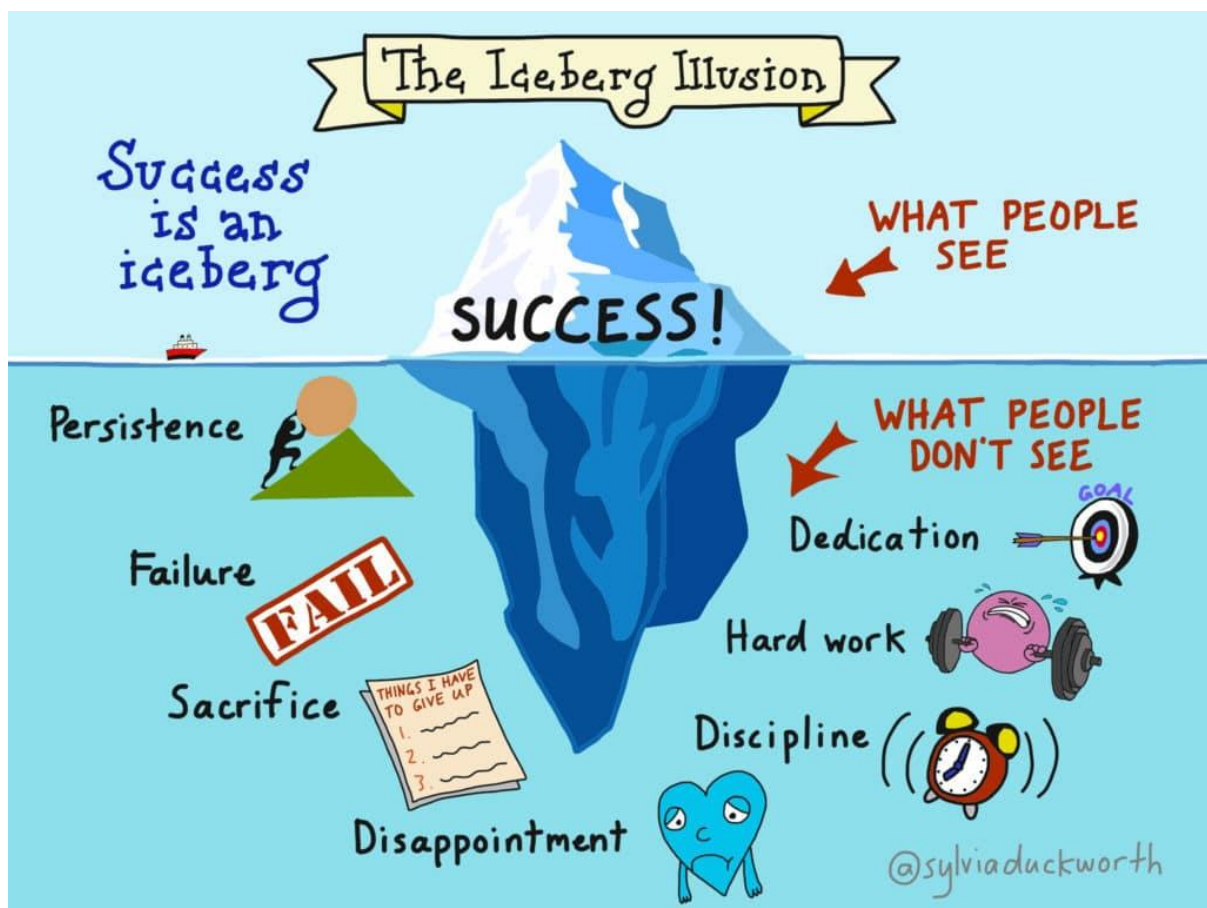 The Iceberg Illusion
Success
is an
iceberg
WHAT PEOPLE
SEE
SUCCESS!
Persistence
WHAT PEOPLE
DON'T SEE
GOAL
Dedication
Failure
FAIL
Hard work
Sacrifice
THINGS I HAVE
TO GIVE UP
1.
2.
3.
Discipline
Disappointment
@sylviaduckworth